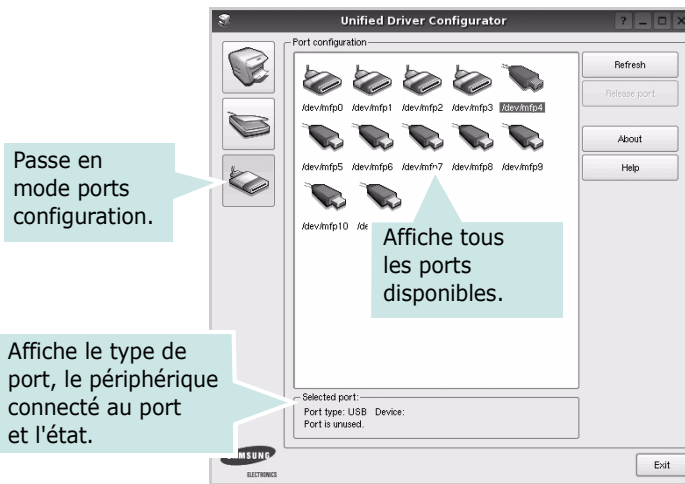 Unified Driver Configurator
Port configuration
/dev/mfp0 /dev/mfp1 /dev/mfp2 /dev/mfp3 /dev/mfp4
Refresh
Release port
/dev/mfp5 /dev/mfp6 /dev/mfp7 /dev/mfp8 /dev/mfp9
About
Help
/dev/mfp10
Passe en
mode ports
configuration.
Affiche tous
les ports
disponibles.
Affiche le type de
port, le périphérique
connecté au port
et l'état.
Selected port:
Port type: USB Device:
Port is unused.
SAMSUNG
ELECTRONICS
Exit